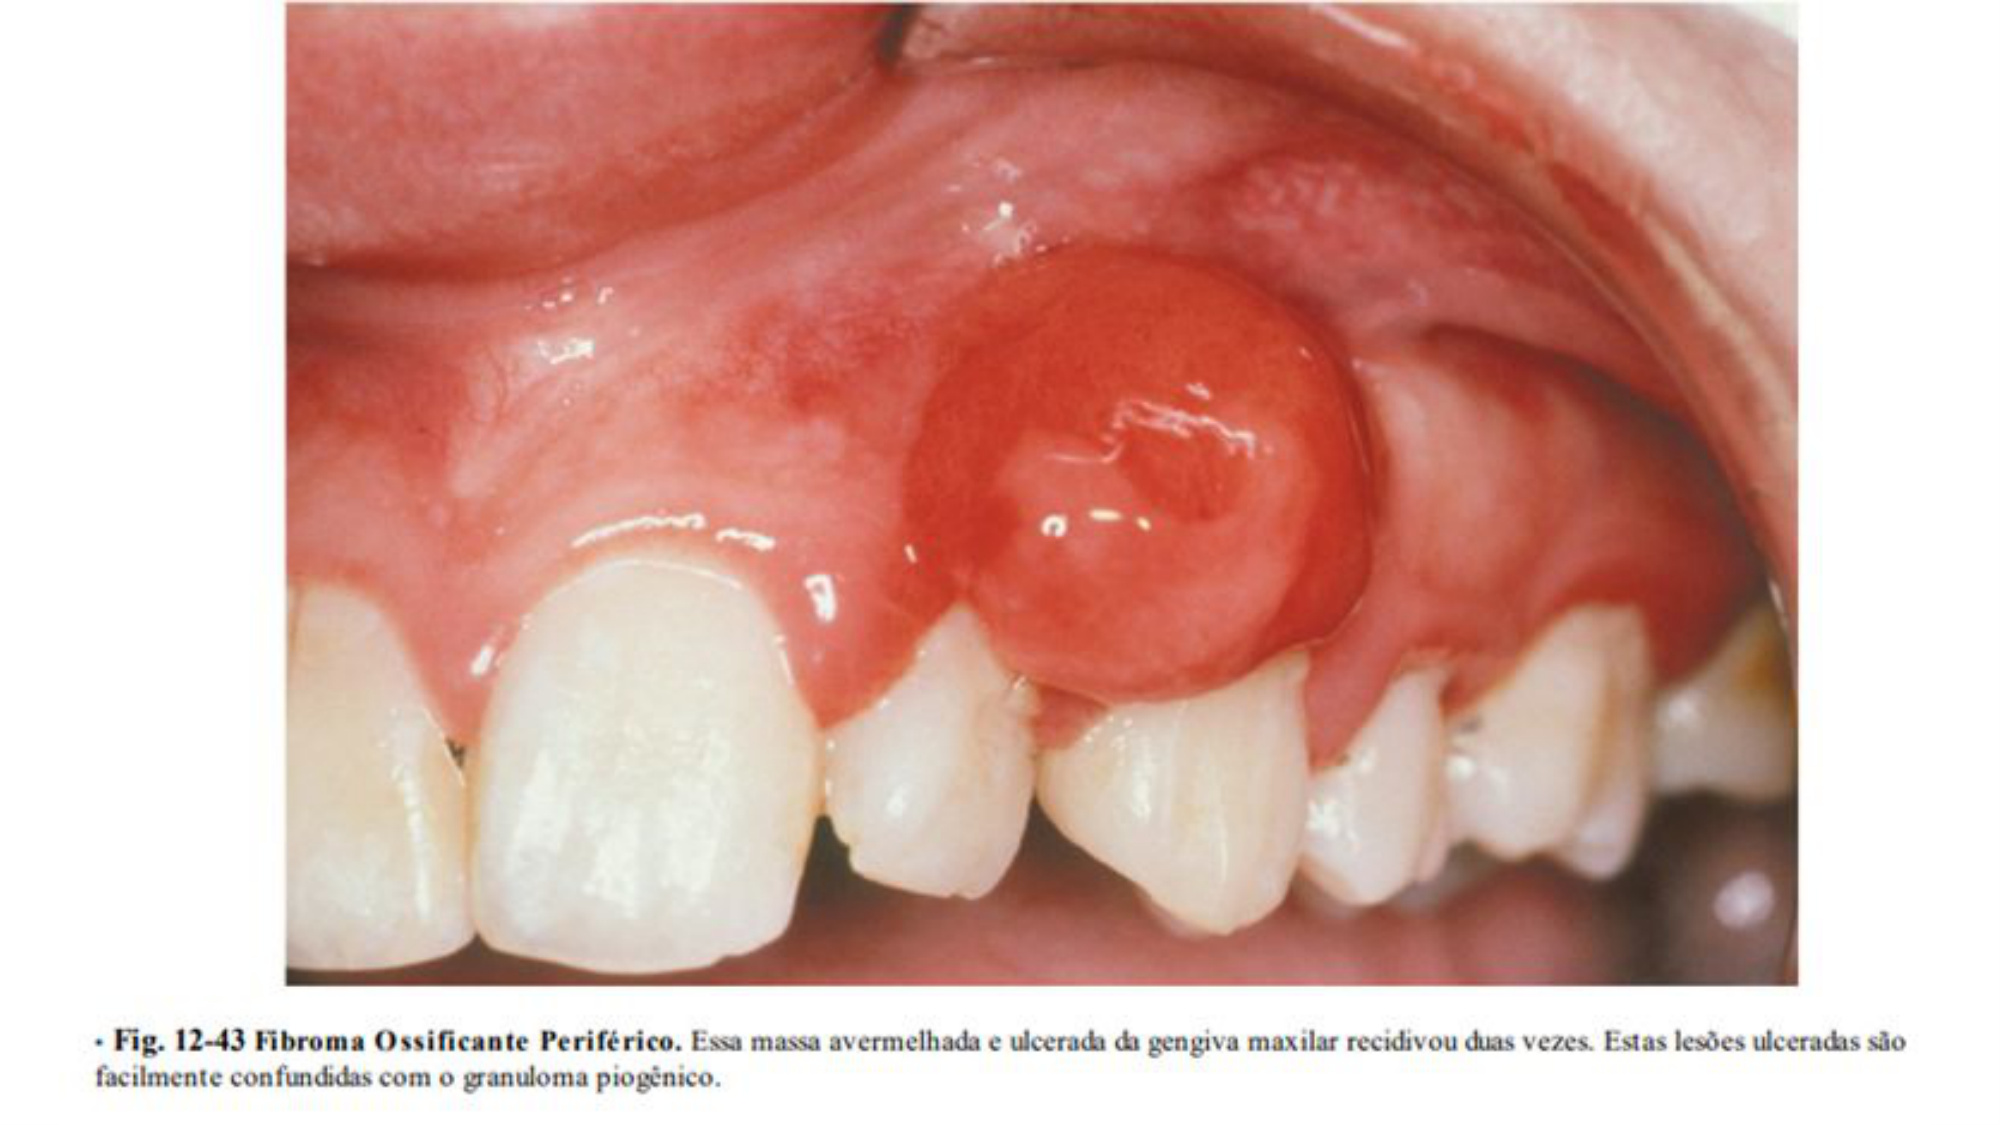 • Fig. 12-43 Fibroma Ossificante Periférico. Essa massa avermelhada e ulcerada da gengiva maxilar recidivou duas vezes. Estas lesões ulceradas são
facilmente confundidas com o granuloma piogênico.